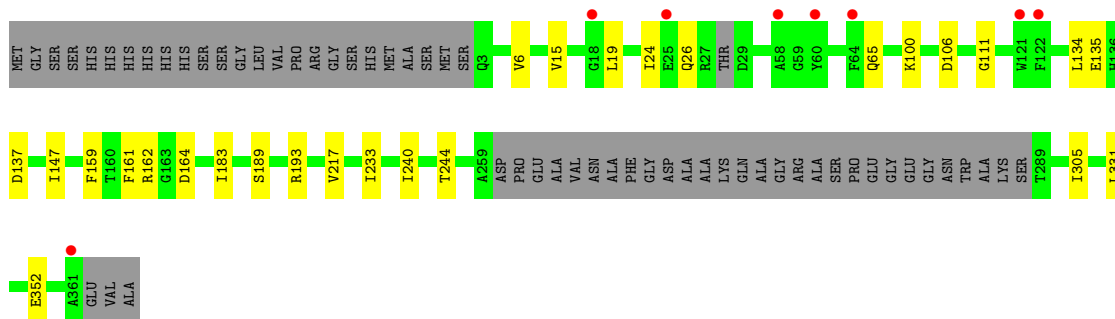 MET GLY SER SER HIS HIS HIS HIS HIS HIS SER SER GLY LEU VAL PRO ARG GLY SER HIS MET ALA SER MET SER Q3 V6 V15 G18 L19 I24 E25 Q26 R27 THR D29 A58 G59 Y60 F64 Q65 K100 D106 G111 W121 F122 L134 E135 H136
D137 I147 F159 T160 F161 R162 G163 D164 I183 S189 R193 V217 I233 I240 T244 A259 ASP PRO GLU ALA VAL ASN ALA PHE GLY ASP ALA ALA LYS GLN ALA GLY ARG ALA SER PRO GLU GLY GLU GLY ASN TRP ALA LYS SER T289 I305 L331
E352 A361 GLU VAL ALA